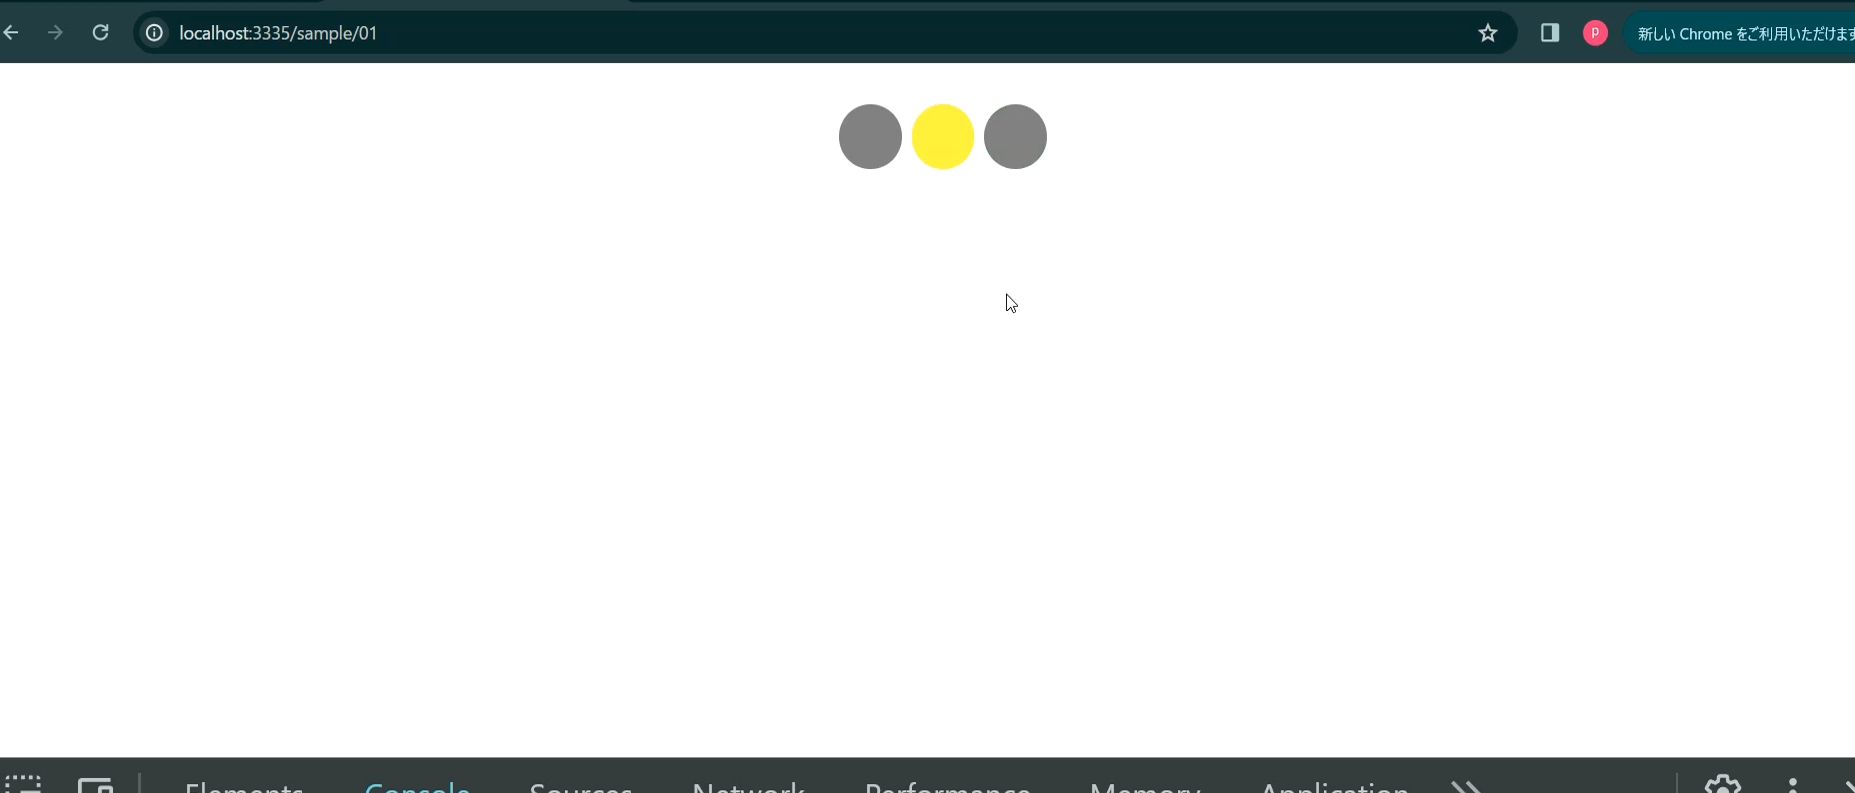 localhost:3335/sample/01
P
新しい Chrome をご利用いただけます
Elements Console Sources Network Performance Memory Application